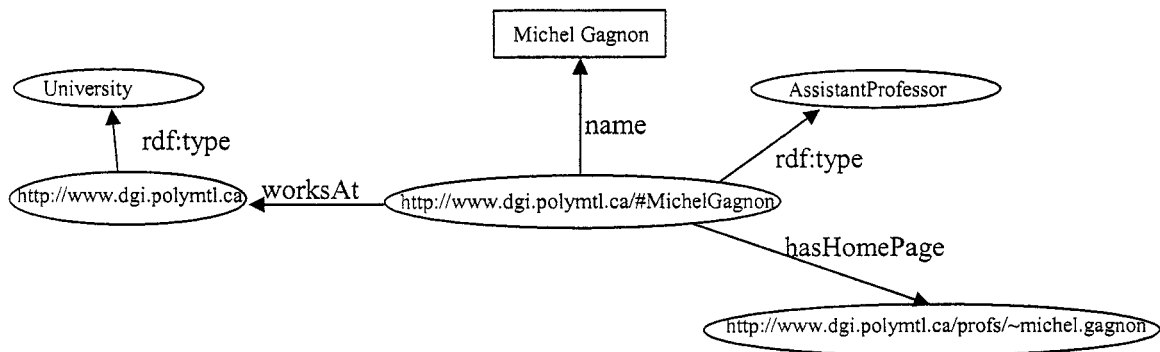 Michel Gagnon
University
AssistantProfessor
name
rdf:type
rdf:type
http://www.dgi.polymtl.ca
worksAt
http://www.dgi.polymtl.ca/#MichelGagnon
hasHomePage
http://www.dgi.polymtl.ca/profs/~michel.gagnon